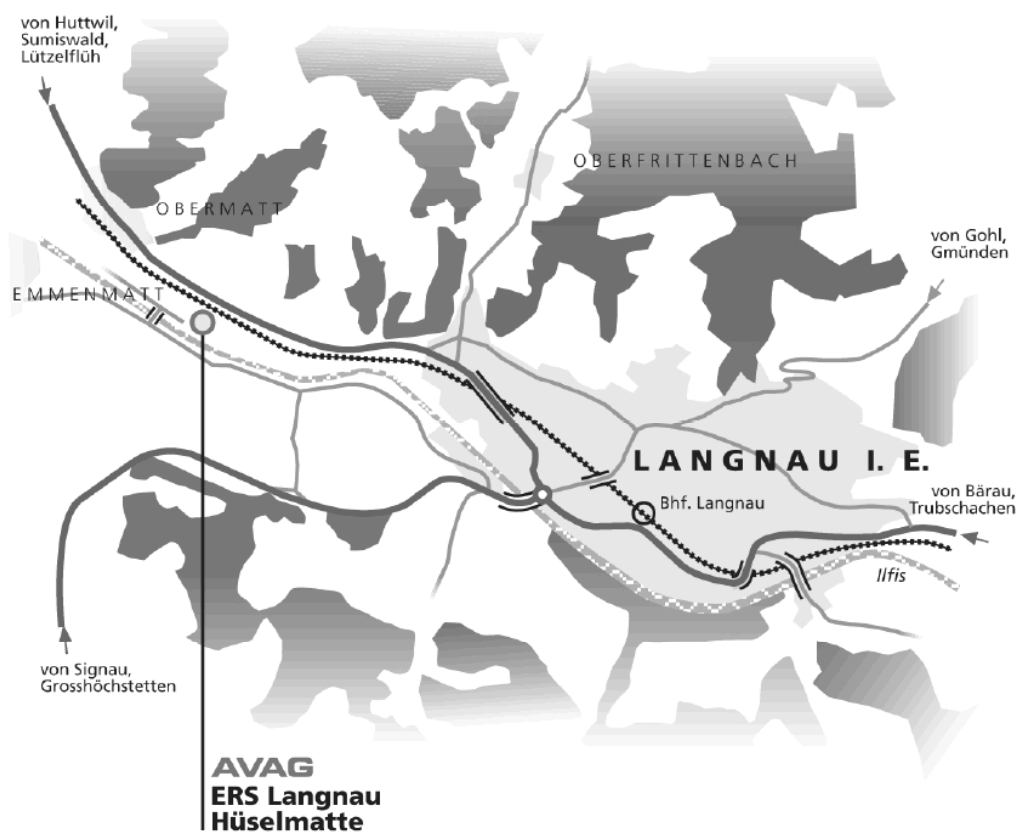 von Huttwil,
Sumiswald,
Lützelflüh
OBERFRITTENBACH
OBERMATT
von Gohl,
Gmünden
EMMENMATT
LANGNAU I. E.
Bhf. Langnau
von Bärau,
Trubschachen
Ilfis
von Signau,
Grosshöchstetten
AVAG
ERS Langnau
Hüselmatte